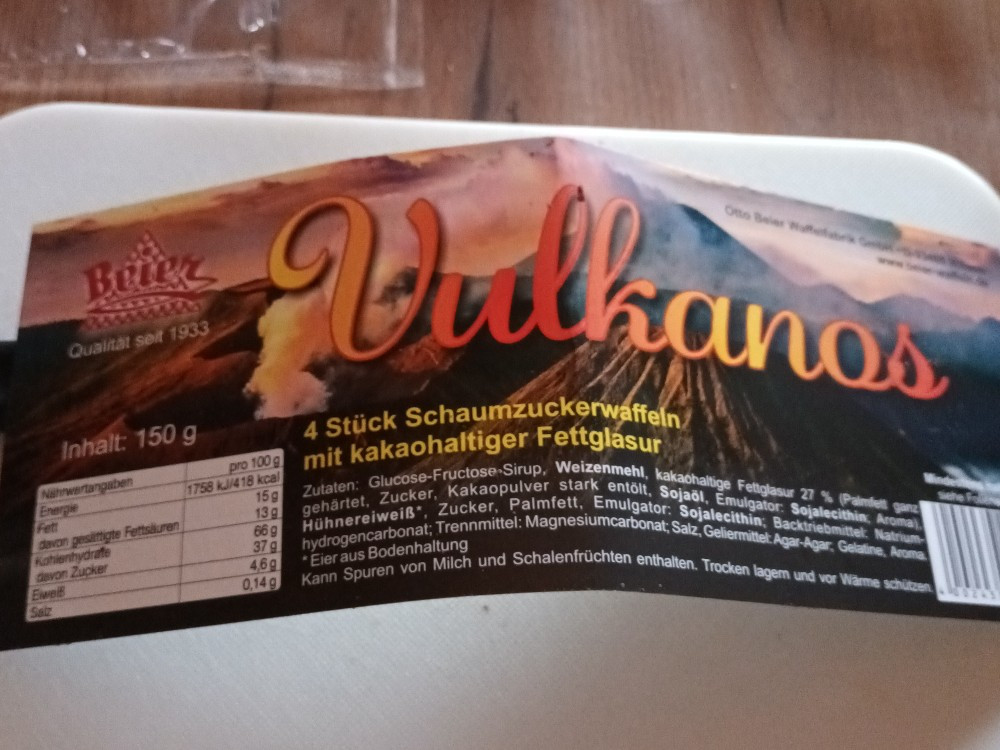 Beier
Qualität seit 1933
Vulkanos
Otto Beier Waffelfabrik
Inhalt: 150 g
4 Stück Schaumzuckerwaffeln
mit kakaohaltiger Fettglasur
Nährwertangaben pro 100 g
Energie 1758 kJ/418 kcal
Fett 15 g
davon gesättigte Fettsäuren 13 g
Kohlenhydrate 66 g
davon Zucker 37 g
Eiweiß 4,6 g
Salz 0,14 g
Zutaten: Glucose-Fructose-Sirup, Weizenmehl, kakaohaltige Fettglasur 27 % (Palmfett ganz
gehärtet, Zucker, Kakaopulver stark entölt, Sojaöl, Emulgator: Sojalecithin; Aroma),
Hühnereiweiß*, Zucker, Palmfett, Emulgator: Sojalecithin; Backtriebmittel: Natrium-
hydrogencarbonat; Trennmittel: Magnesiumcarbonat; Salz, Geliermittel: Agar-Agar; Gelatine, Aroma.
*Eier aus Bodenhaltung
Kann Spuren von Milch und Schalenfrüchten enthalten. Trocken lagern und vor Wärme schützen.
siehe